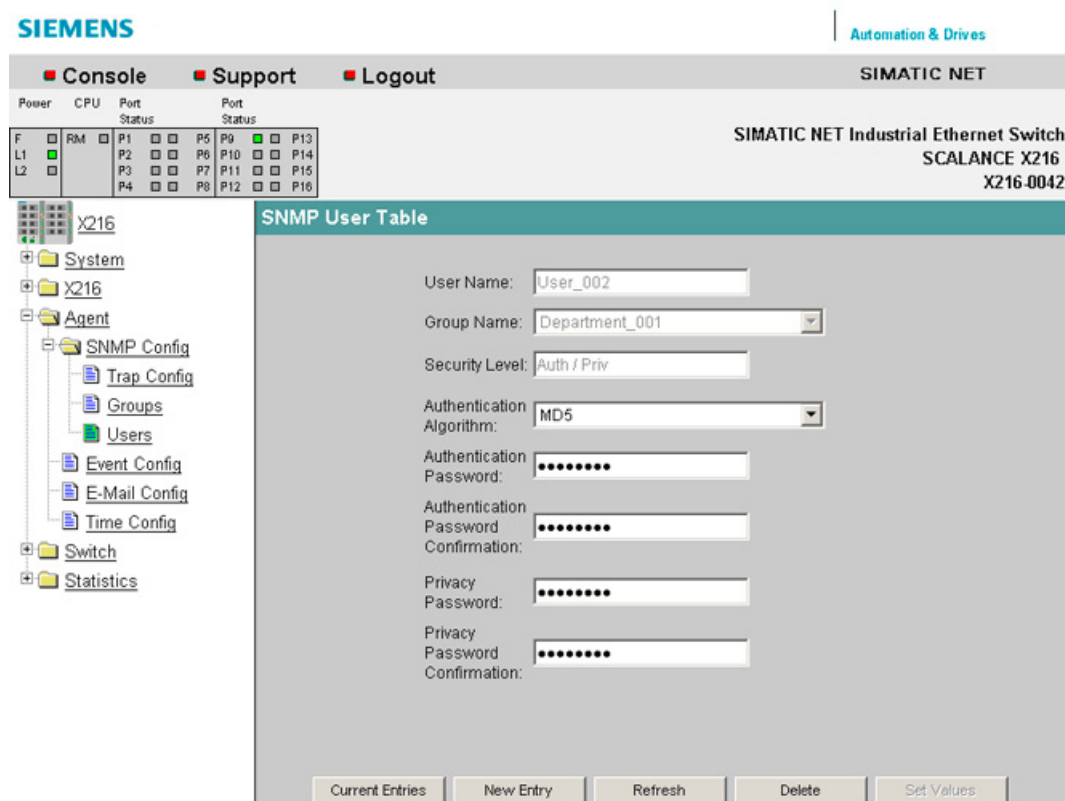 SIEMENS
Automation & Drives
Console Support Logout SIMATIC NET
Power CPU Port Status Port Status
F RM P1 P5 P9 P13
L1 P2 P6 P10 P14
L2 P3 P7 P11 P15
P4 P8 P12 P16
SIMATIC NET Industrial Ethernet Switch
SCALANCE X216
X216-0042
X216
System
X216
Agent
SNMP Config
Trap Config
Groups
Users
Event Config
E-Mail Config
Time Config
Switch
Statistics
SNMP User Table
User Name: User_002
Group Name: Department_001
Security Level: Auth / Priv
Authentication
Algorithm: MD5
Authentication
Password: ••••••••
Authentication
Password
Confirmation: ••••••••
Privacy
Password: ••••••••
Privacy
Password
Confirmation: ••••••••
Current Entries New Entry Refresh Delete Set Values